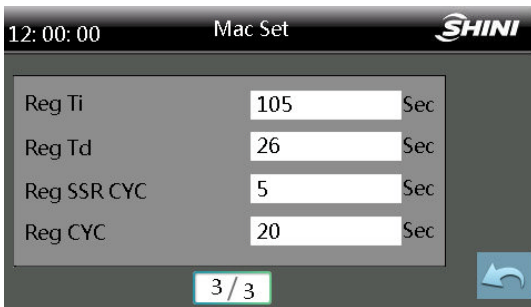 12: 00: 00 Mac Set SHINI
Reg Ti 105 Sec
Reg Td 26 Sec
Reg SSR CYC 5 Sec
Reg CYC 20 Sec
3 / 3